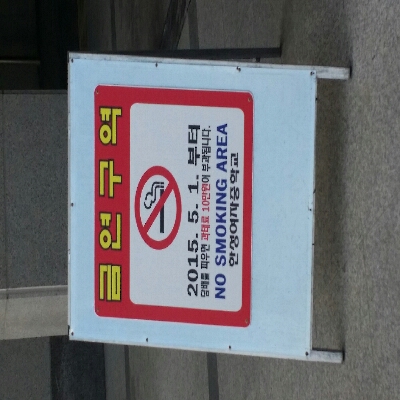 금연구역
2015. 5. 1. 부터
담배를 피우면 과태료 10만원이 부과됩니다.
NO SMOKING AREA
한성여자중학교